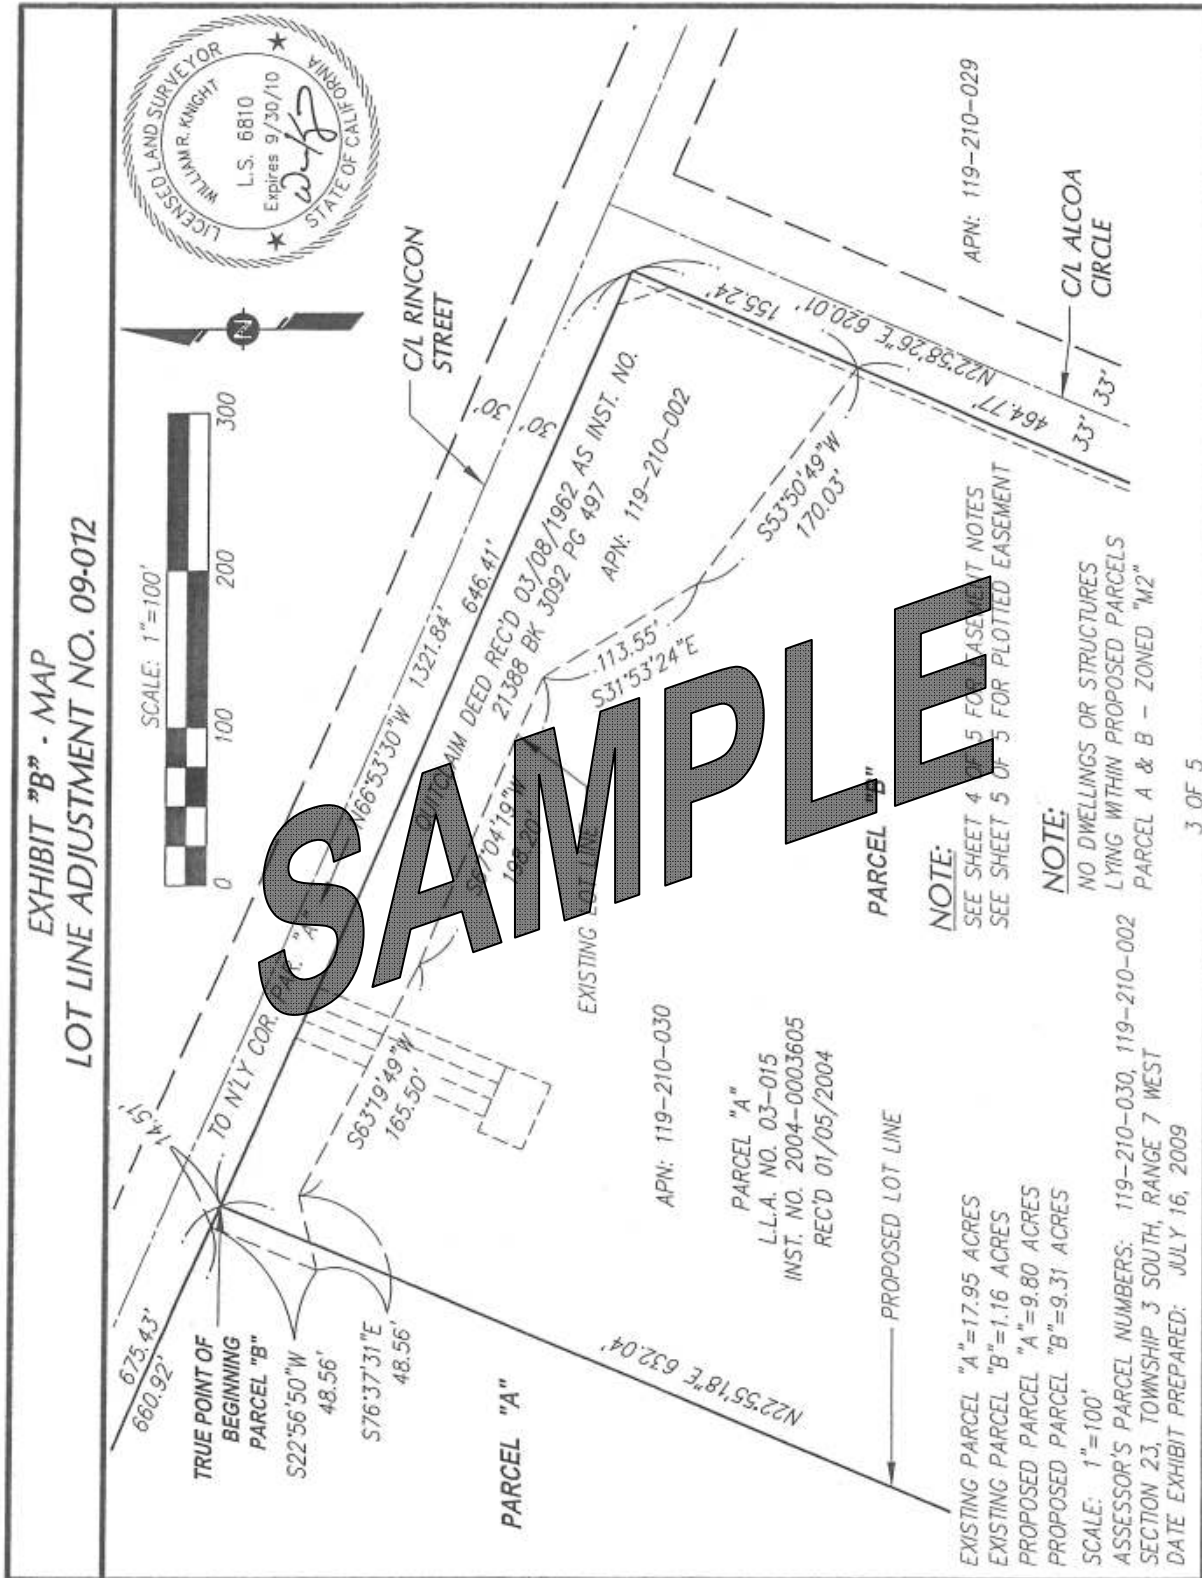 EXHIBIT "B" - MAP
LOT LINE ADJUSTMENT NO. 09-012
SCALE: 1"=100'
0
100
200
300
N
LICENSED LAND SURVEYOR
WILLIAM R. KNIGHT
L.S. 6810
Expires 9/30/10
STATE OF CALIFORNIA
675.43'
660.92'
14.51'
TRUE POINT OF
BEGINNING
PARCEL "B"
S22°56'50"W
48.56'
S76°37'31"E
48.56'
TO N'LY COR. PAR. "A"
N66°53'30"W 1321.84'
646.41'
30'
30'
C/L RINCON
STREET
QUITCLAIM DEED REC'D 03/08/1962 AS INST. NO.
21388 BK 3092 PG 497
APN: 119-210-002
S63°19'49"W
165.50'
S67°04'19"W
198.20'
EXISTING LOT LINE
113.55'
S31°53'24"E
S53°50'49"W
170.03'
155.24'
N22°58'26"E 620.01'
464.77'
33'
33'
APN: 119-210-029
C/L ALCOA
CIRCLE
APN: 119-210-030
PARCEL "A"
L.L.A. NO. 03-015
INST. NO. 2004-0003605
REC'D 01/05/2004
PROPOSED LOT LINE
N22°55'18"E 632.04'
PARCEL "A"
PARCEL "B"
SAMPLE
NOTE:
SEE SHEET 4 OF 5 FOR EASEMENT NOTES
SEE SHEET 5 OF 5 FOR PLOTTED EASEMENT
NOTE:
NO DWELLINGS OR STRUCTURES
LYING WITHIN PROPOSED PARCELS
PARCEL A & B - ZONED "M2"
EXISTING PARCEL "A"=17.95 ACRES
EXISTING PARCEL "B"=1.16 ACRES
PROPOSED PARCEL "A"=9.80 ACRES
PROPOSED PARCEL "B"=9.31 ACRES
SCALE: 1"=100'
ASSESSOR'S PARCEL NUMBERS: 119-210-030, 119-210-002
SECTION 23, TOWNSHIP 3 SOUTH, RANGE 7 WEST
DATE EXHIBIT PREPARED: JULY 16, 2009
3 OF 5